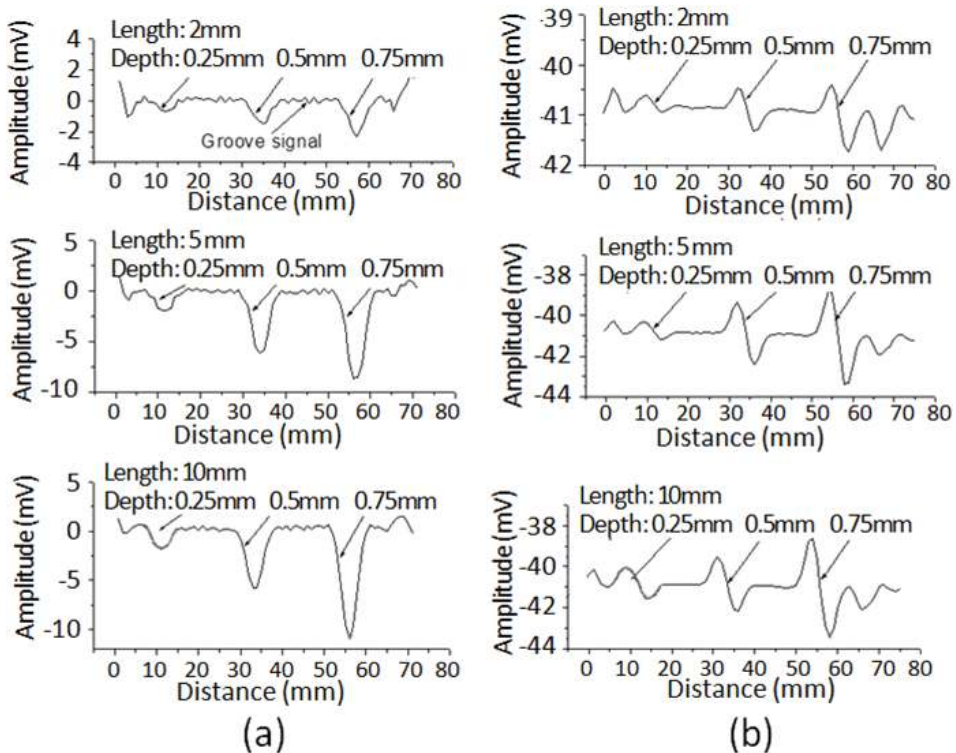 Amplitude (mV)
4
2
0
-2
-4
Length: 2mm
Depth: 0.25mm 0.5mm 0.75mm
Groove signal
0 10 20 30 40 50 60 70 80
Distance (mm)
Amplitude (mV)
5
0
-5
-10
Length: 5mm
Depth: 0.25mm 0.5mm 0.75mm
0 10 20 30 40 50 60 70 80
Distance (mm)
Amplitude (mV)
5
0
-5
-10
Length: 10mm
Depth: 0.25mm 0.5mm 0.75mm
0 10 20 30 40 50 60 70 80
Distance (mm)
(a)
Amplitude (mV)
-39
-40
-41
-42
Length: 2mm
Depth: 0.25mm 0.5mm 0.75mm
0 10 20 30 40 50 60 70 80
Distance (mm)
Amplitude (mV)
-38
-40
-42
-44
Length: 5mm
Depth: 0.25mm 0.5mm 0.75mm
0 10 20 30 40 50 60 70 80
Distance (mm)
Amplitude (mV)
-38
-40
-42
-44
Length: 10mm
Depth: 0.25mm 0.5mm 0.75mm
0 10 20 30 40 50 60 70 80
Distance (mm)
(b)